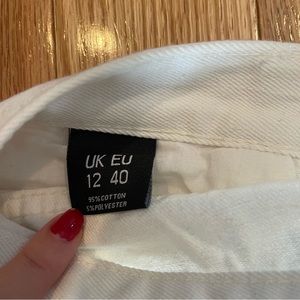 UK EU
12 40
95%COTTON
5%POLYESTER